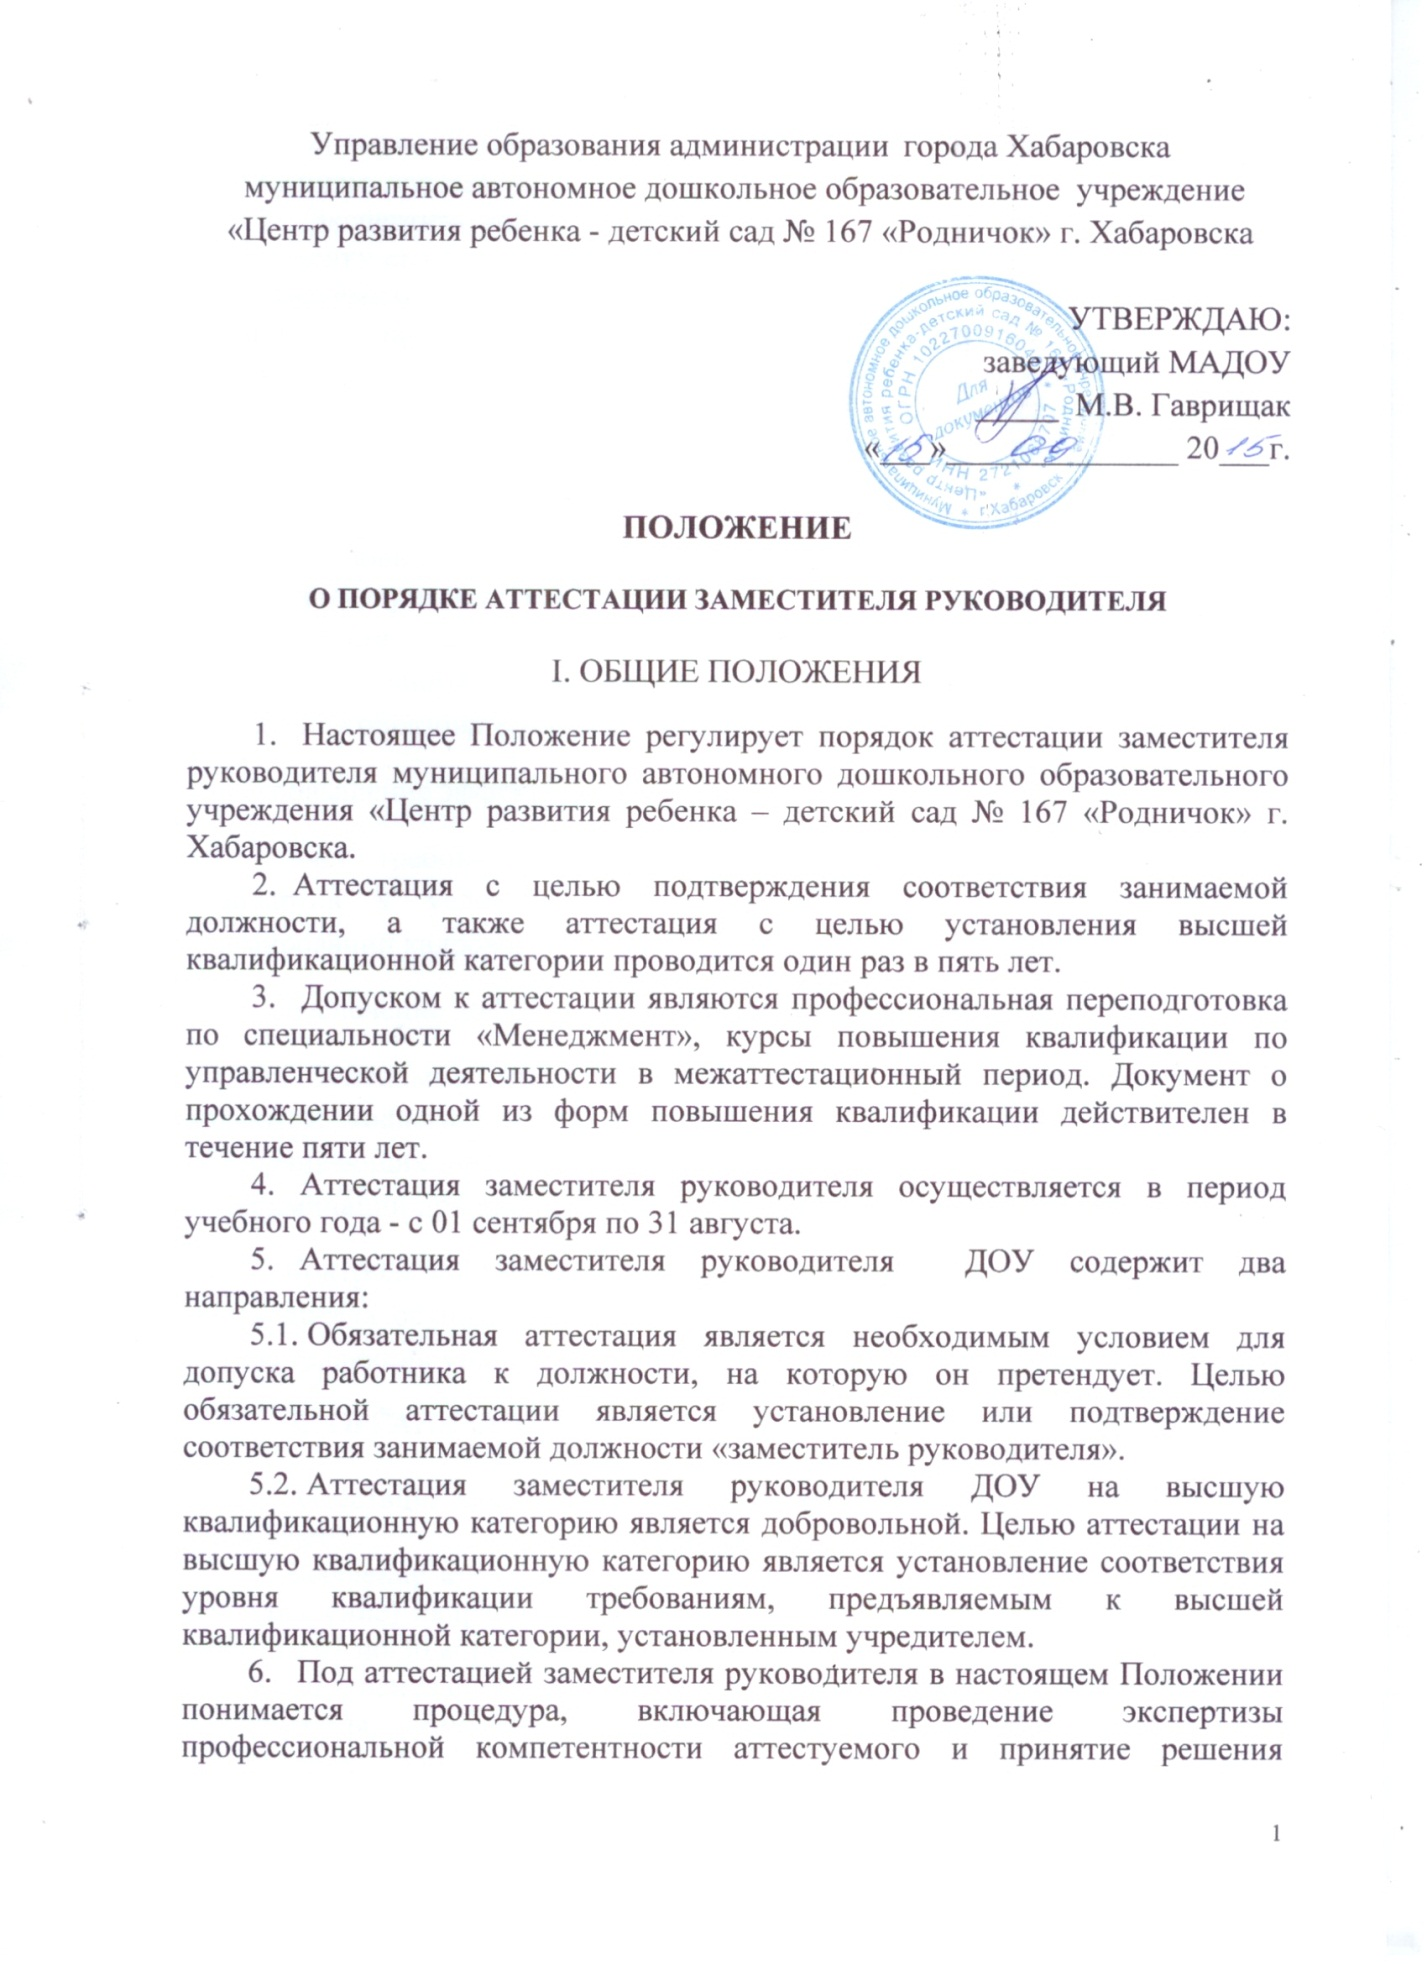 Управление образования администрации города Хабаровска
муниципальное автономное дошкольное образовательное учреждение
«Центр развития ребенка - детский сад № 167 «Родничок» г. Хабаровска
УТВЕРЖДАЮ:
заведующий МАДОУ
_____ М.В. Гаврищак
«15» 09 2015г.
Для
документов
ПОЛОЖЕНИЕ
О ПОРЯДКЕ АТТЕСТАЦИИ ЗАМЕСТИТЕЛЯ РУКОВОДИТЕЛЯ
I. ОБЩИЕ ПОЛОЖЕНИЯ
1. Настоящее Положение регулирует порядок аттестации заместителя
руководителя муниципального автономного дошкольного образовательного
учреждения «Центр развития ребенка – детский сад № 167 «Родничок» г.
Хабаровска.
2. Аттестация с целью подтверждения соответствия занимаемой
должности, а также аттестация с целью установления высшей
квалификационной категории проводится один раз в пять лет.
3. Допуском к аттестации являются профессиональная переподготовка
по специальности «Менеджмент», курсы повышения квалификации по
управленческой деятельности в межаттестационный период. Документ о
прохождении одной из форм повышения квалификации действителен в
течение пяти лет.
4. Аттестация заместителя руководителя осуществляется в период
учебного года - с 01 сентября по 31 августа.
5. Аттестация заместителя руководителя ДОУ содержит два
направления:
5.1. Обязательная аттестация является необходимым условием для
допуска работника к должности, на которую он претендует. Целью
обязательной аттестации является установление или подтверждение
соответствия занимаемой должности «заместитель руководителя».
5.2. Аттестация заместителя руководителя ДОУ на высшую
квалификационную категорию является добровольной. Целью аттестации на
высшую квалификационную категорию является установление соответствия
уровня квалификации требованиям, предъявляемым к высшей
квалификационной категории, установленным учредителем.
6. Под аттестацией заместителя руководителя в настоящем Положении
понимается процедура, включающая проведение экспертизы
профессиональной компетентности аттестуемого и принятие решения
1